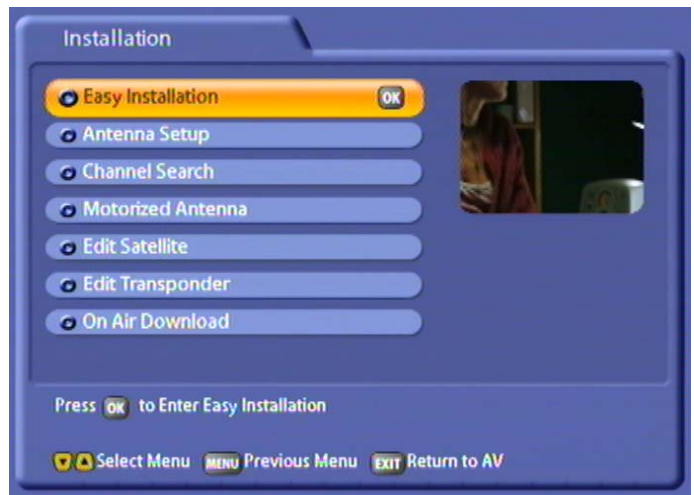 Installation
Easy Installation OK
Antenna Setup
Channel Search
Motorized Antenna
Edit Satellite
Edit Transponder
On Air Download
Press OK to Enter Easy Installation
Select Menu MENU Previous Menu EXIT Return to AV